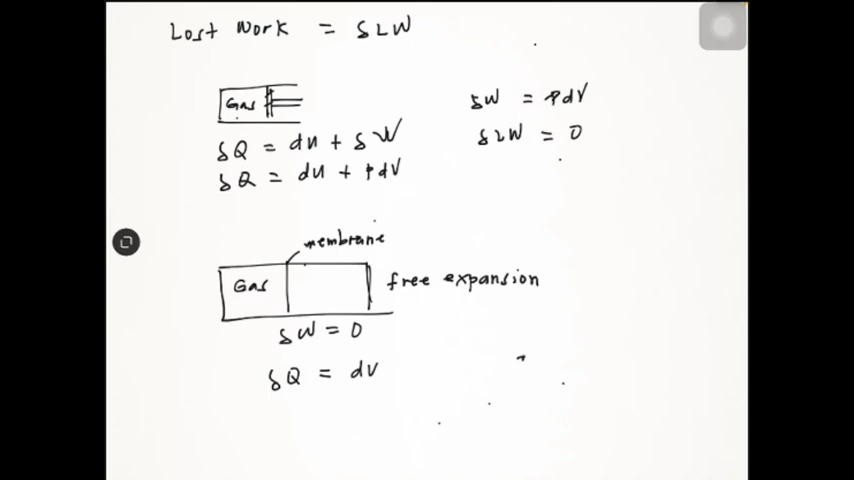 Lost Work = δLW
Gas
δW = PdV
δLW = 0
δQ = du + δW
δQ = du + PdV
membrane
Gas
free expansion
δW = 0
δQ = dV